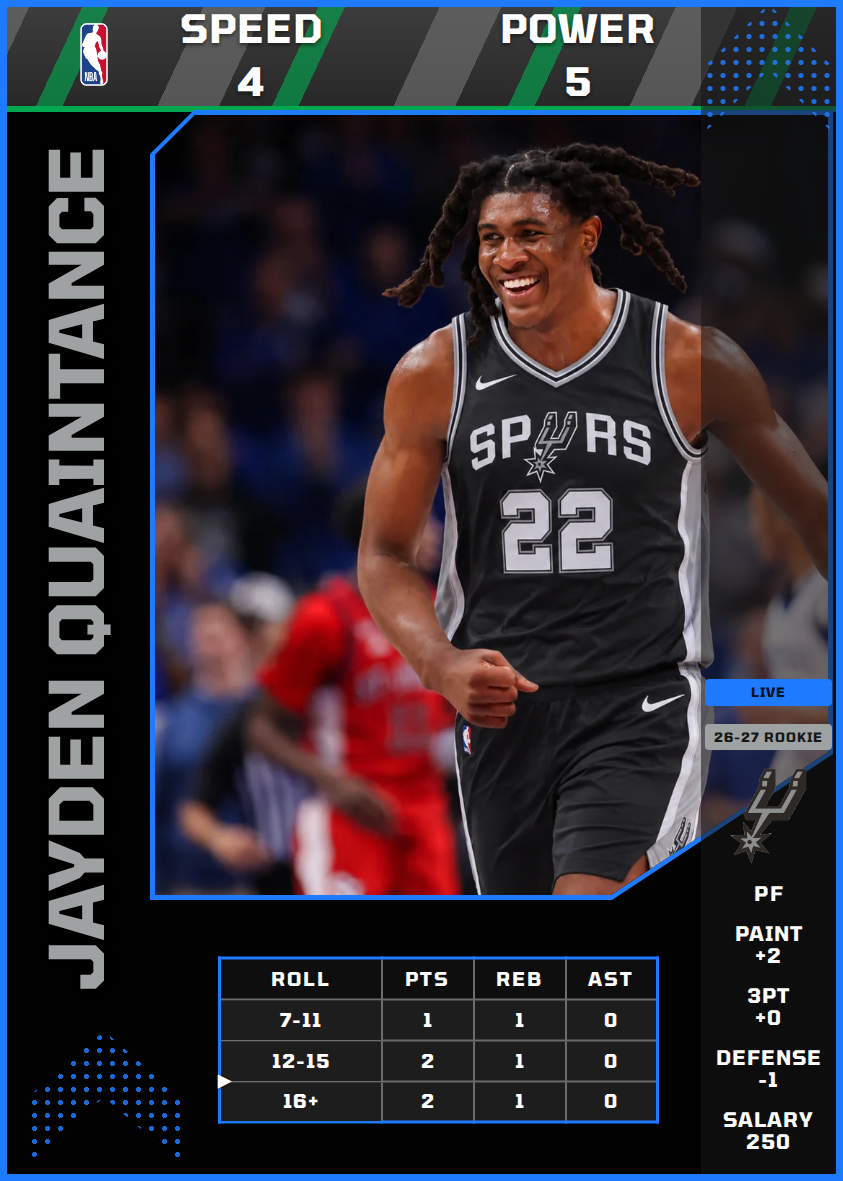 SPEED
4
POWER
5
NBA
JAYDEN QUAINTANCE
SPURS
22
LIVE
26-27 ROOKIE
PF
PAINT
+2
3PT
+0
DEFENSE
-1
SALARY
250
ROLL PTS REB AST
7-11 1 1 0
12-15 2 1 0
16+ 2 1 0